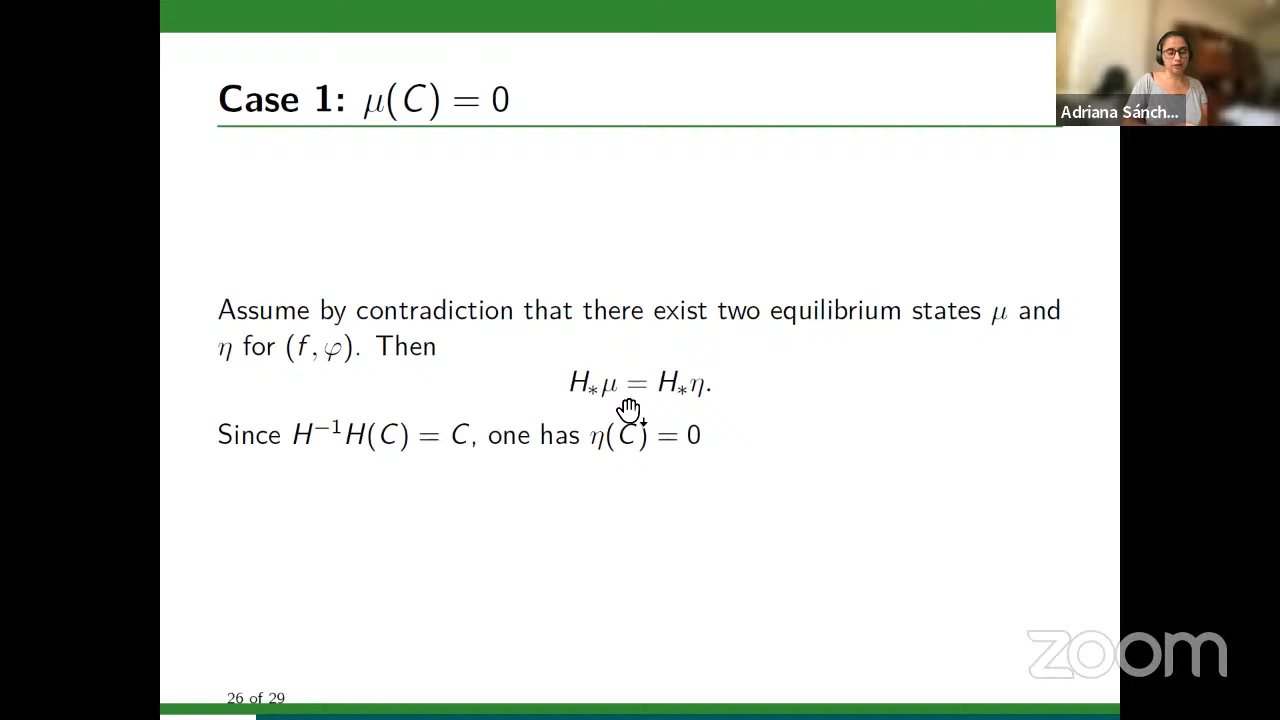 Case 1: μ(C) = 0
Adriana Sánch...
Assume by contradiction that there exist two equilibrium states μ and
η for (f, φ). Then
H∗μ = H∗η.
Since H⁻¹H(C) = C, one has η(C) = 0
zoom
26 of 29